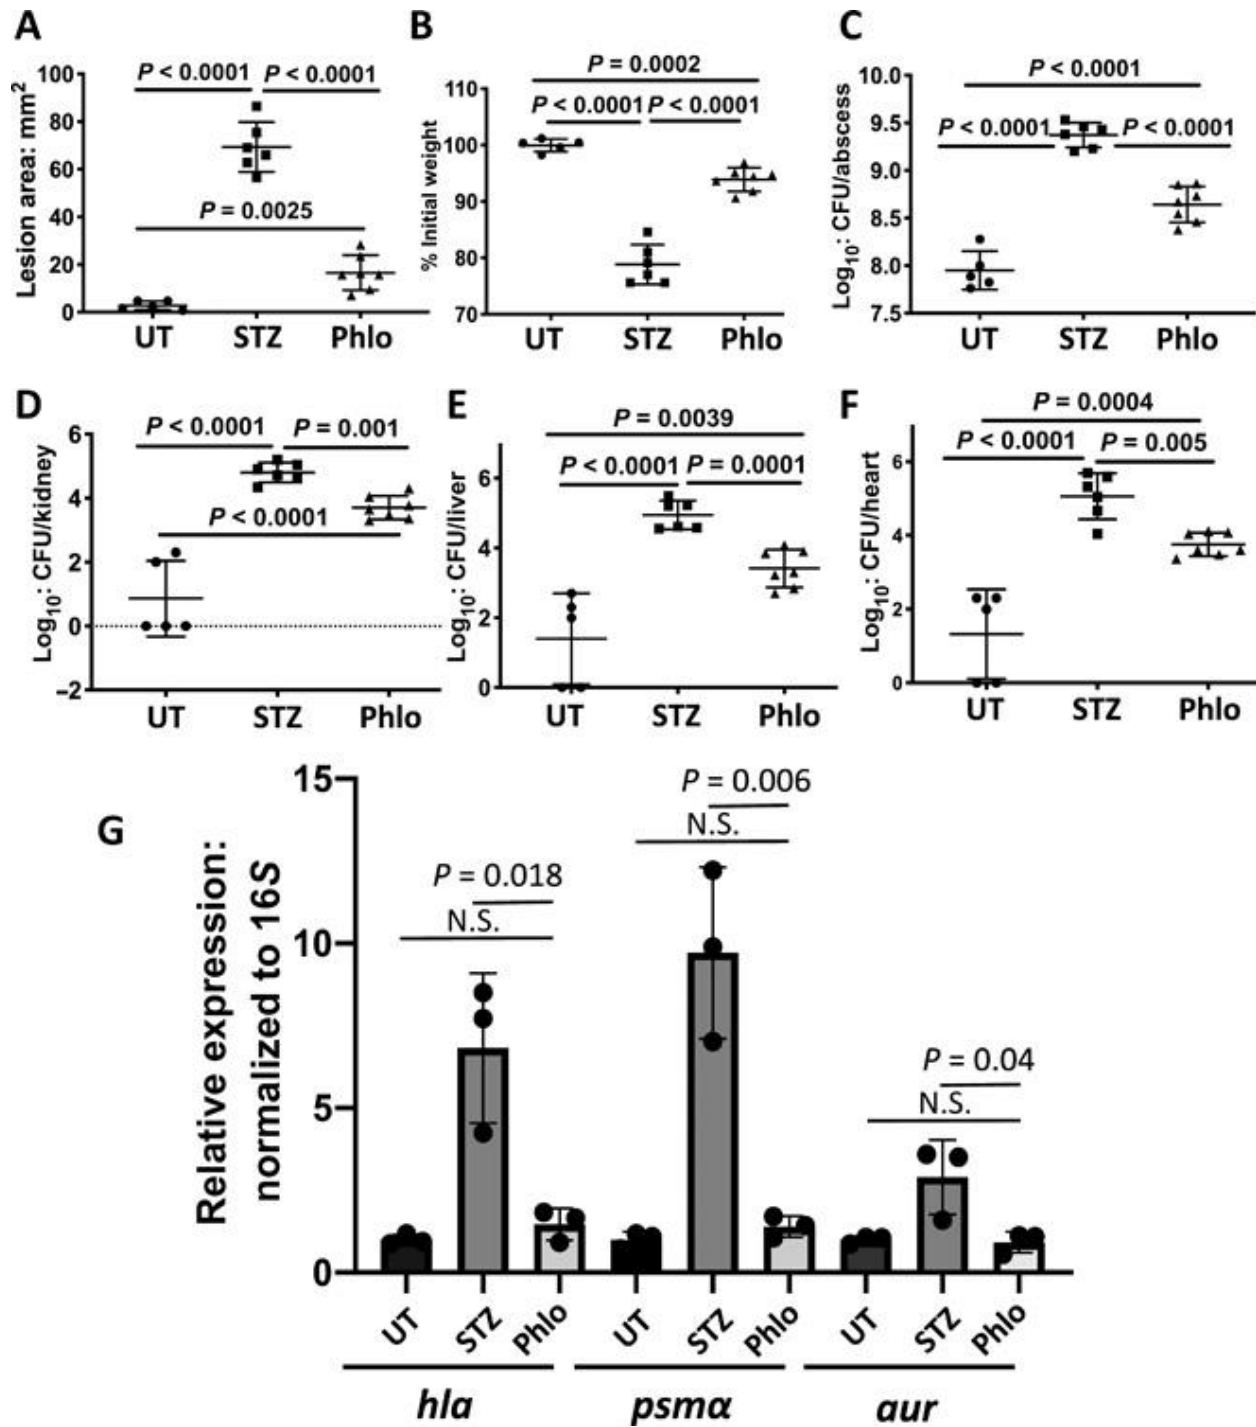 A
P < 0.0001 P < 0.0001
P = 0.0025
Lesion area: mm²
100
80
60
40
20
0
UT STZ Phlo
B
P = 0.0002
P < 0.0001 P < 0.0001
% Initial weight
110
100
90
80
70
UT STZ Phlo
C
P < 0.0001
P < 0.0001 P < 0.0001
Log₁₀: CFU/abscess
10.0
9.5
9.0
8.5
8.0
7.5
UT STZ Phlo
D
P < 0.0001 P = 0.001
P < 0.0001
Log₁₀: CFU/kidney
6
4
2
0
–2
UT STZ Phlo
E
P = 0.0039
P < 0.0001 P = 0.0001
Log₁₀: CFU/liver
6
4
2
0
UT STZ Phlo
F
P = 0.0004
P < 0.0001 P = 0.005
Log₁₀: CFU/heart
6
4
2
0
UT STZ Phlo
G
Relative expression:
normalized to 16S
15
10
5
0
P = 0.018
N.S.
P = 0.006
N.S.
P = 0.04
N.S.
UT STZ Phlo UT STZ Phlo UT STZ Phlo
hla psmα aur